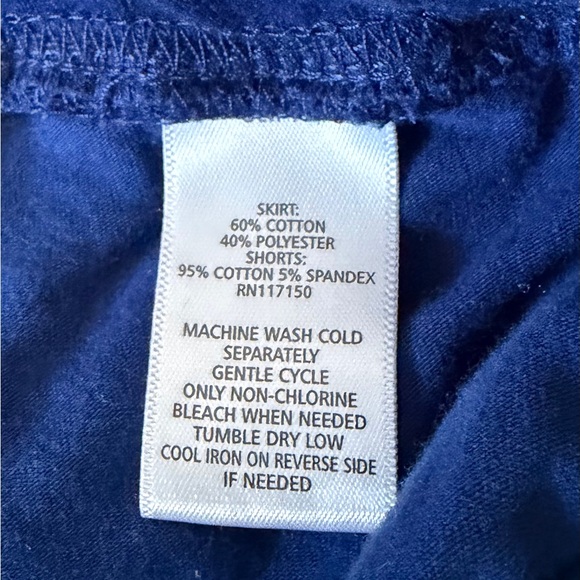 SKIRT:
60% COTTON
40% POLYESTER
SHORTS:
95% COTTON 5% SPANDEX
RN117150
MACHINE WASH COLD
SEPARATELY
GENTLE CYCLE
ONLY NON-CHLORINE
BLEACH WHEN NEEDED
TUMBLE DRY LOW
COOL IRON ON REVERSE SIDE
IF NEEDED